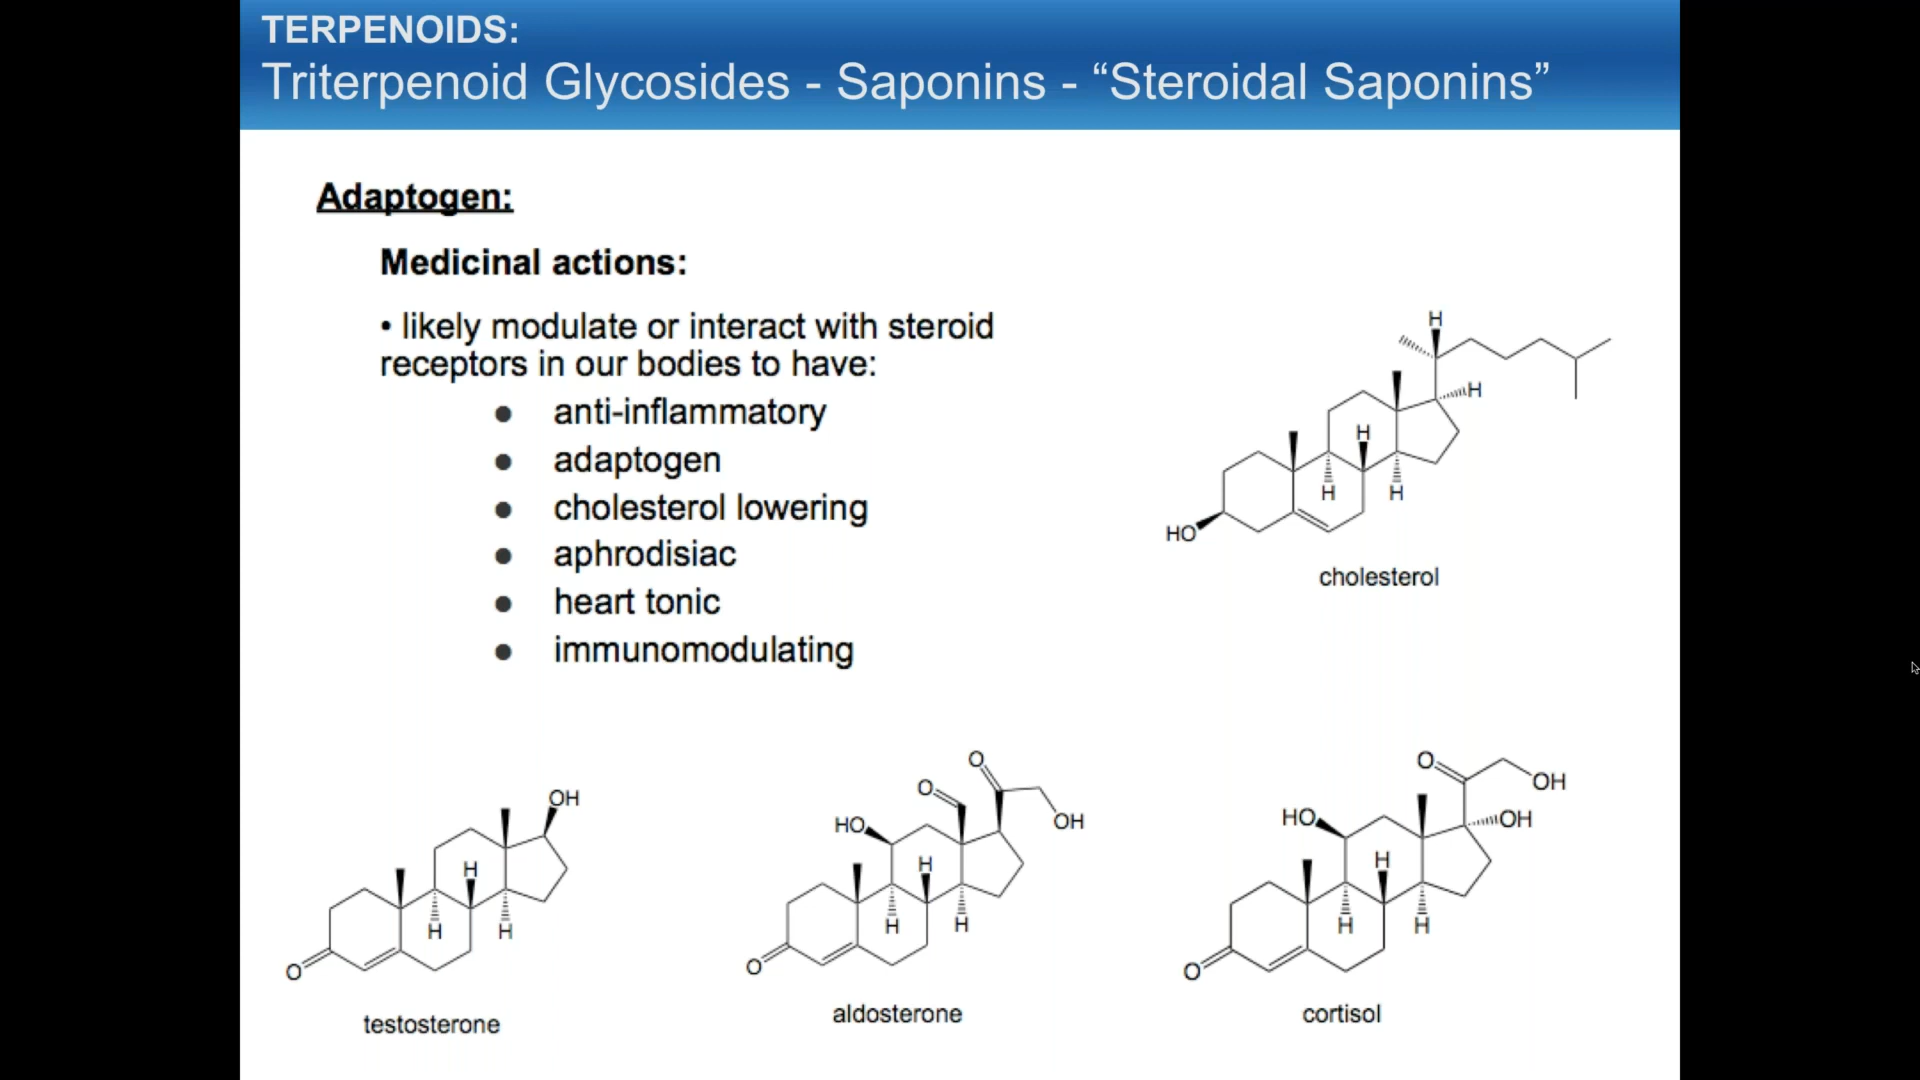 TERPENOIDS:
Triterpenoid Glycosides - Saponins - “Steroidal Saponins”
Adaptogen:
Medicinal actions:
• likely modulate or interact with steroid
receptors in our bodies to have:
● anti-inflammatory
● adaptogen
● cholesterol lowering
● aphrodisiac
● heart tonic
● immunomodulating
H
H
H
H
H
HO
cholesterol
OH
H
H
H
O
testosterone
O
O
HO
OH
H
H
H
O
aldosterone
O
OH
HO
OH
H
H
H
O
cortisol